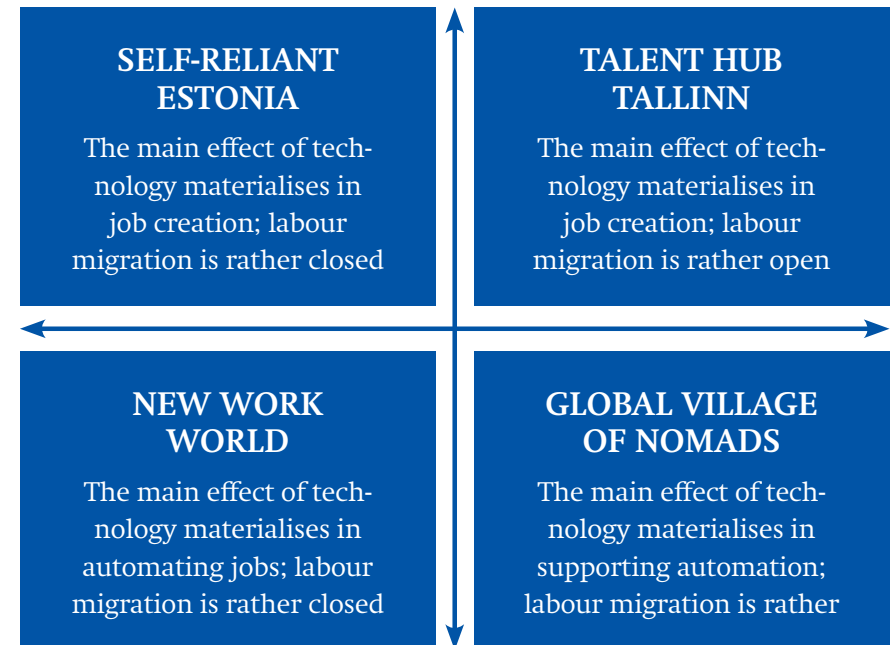 SELF-RELIANT
ESTONIA
The main effect of tech-
nology materialises in
job creation; labour
migration is rather closed
TALENT HUB
TALLINN
The main effect of tech-
nology materialises in
job creation; labour
migration is rather open
NEW WORK
WORLD
The main effect of tech-
nology materialises in
automating jobs; labour
migration is rather closed
GLOBAL VILLAGE
OF NOMADS
The main effect of tech-
nology materialises in
supporting automation;
labour migration is rather